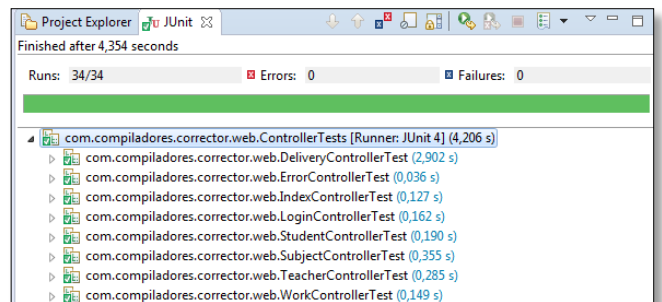 Project Explorer JUnit
Finished after 4,354 seconds
Runs: 34/34 Errors: 0 Failures: 0
com.compiladores.corrector.web.ControllerTests [Runner: JUnit 4] (4,206 s)
com.compiladores.corrector.web.DeliveryControllerTest (2,902 s)
com.compiladores.corrector.web.ErrorControllerTest (0,036 s)
com.compiladores.corrector.web.IndexControllerTest (0,127 s)
com.compiladores.corrector.web.LoginControllerTest (0,162 s)
com.compiladores.corrector.web.StudentControllerTest (0,190 s)
com.compiladores.corrector.web.SubjectControllerTest (0,355 s)
com.compiladores.corrector.web.TeacherControllerTest (0,285 s)
com.compiladores.corrector.web.WorkControllerTest (0,149 s)